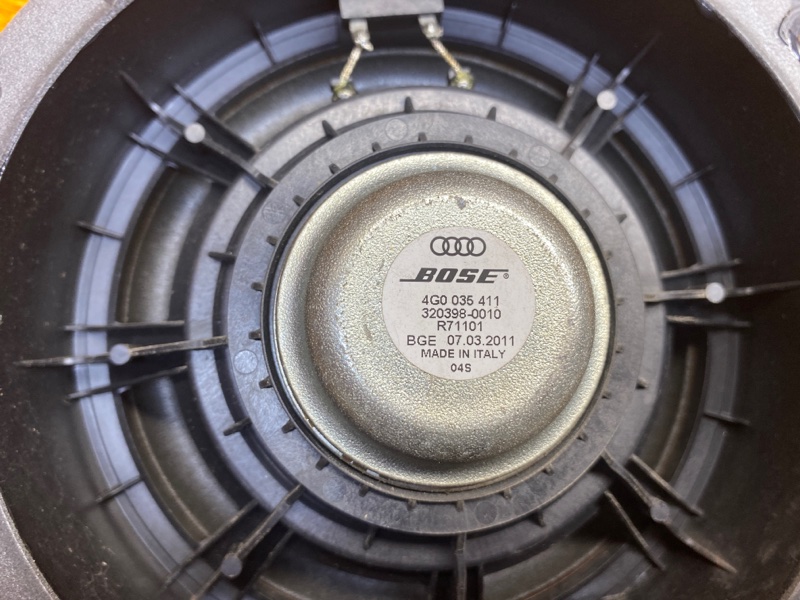 BOSE®
4G0 035 411
320398-0010
R71101
BGE 07.03.2011
MADE IN ITALY
04S